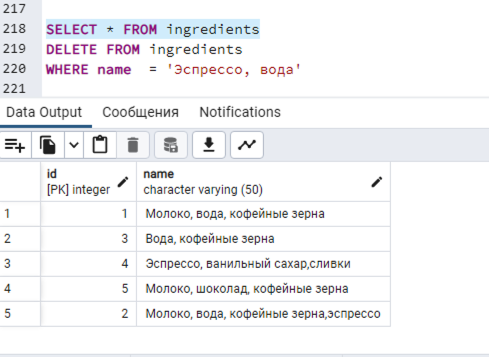 217
218 SELECT * FROM ingredients
219 DELETE FROM ingredients
220 WHERE name  = 'Эспрессо, вода'
221
Data Output Сообщения Notifications
id name
[PK] integer character varying (50)
1 1 Молоко, вода, кофейные зерна
2 3 Вода, кофейные зерна
3 4 Эспрессо, ванильный сахар,сливки
4 5 Молоко, шоколад, кофейные зерна
5 2 Молоко, вода, кофейные зерна,эспрессо